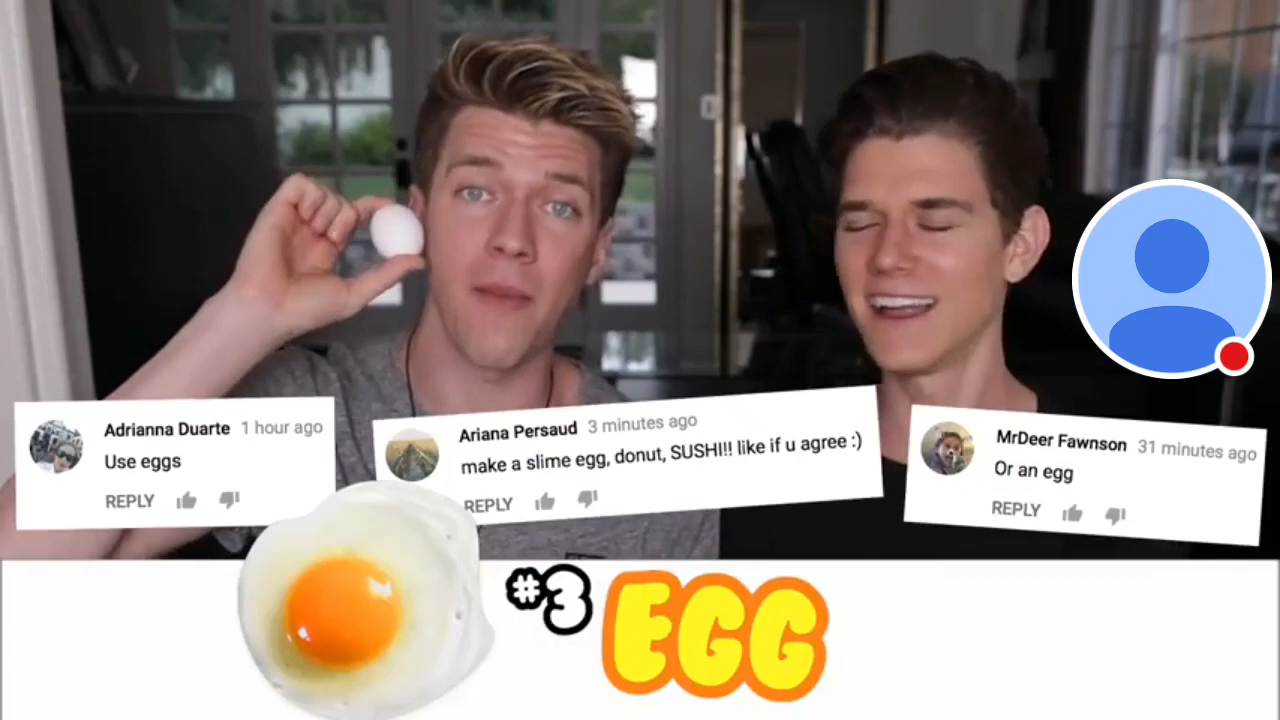 Adrianna Duarte 1 hour ago
Use eggs
REPLY
Ariana Persaud 3 minutes ago
make a slime egg, donut, SUSHI!! like if u agree :)
REPLY
MrDeer Fawnson 31 minutes ago
Or an egg
REPLY
#3 EGG